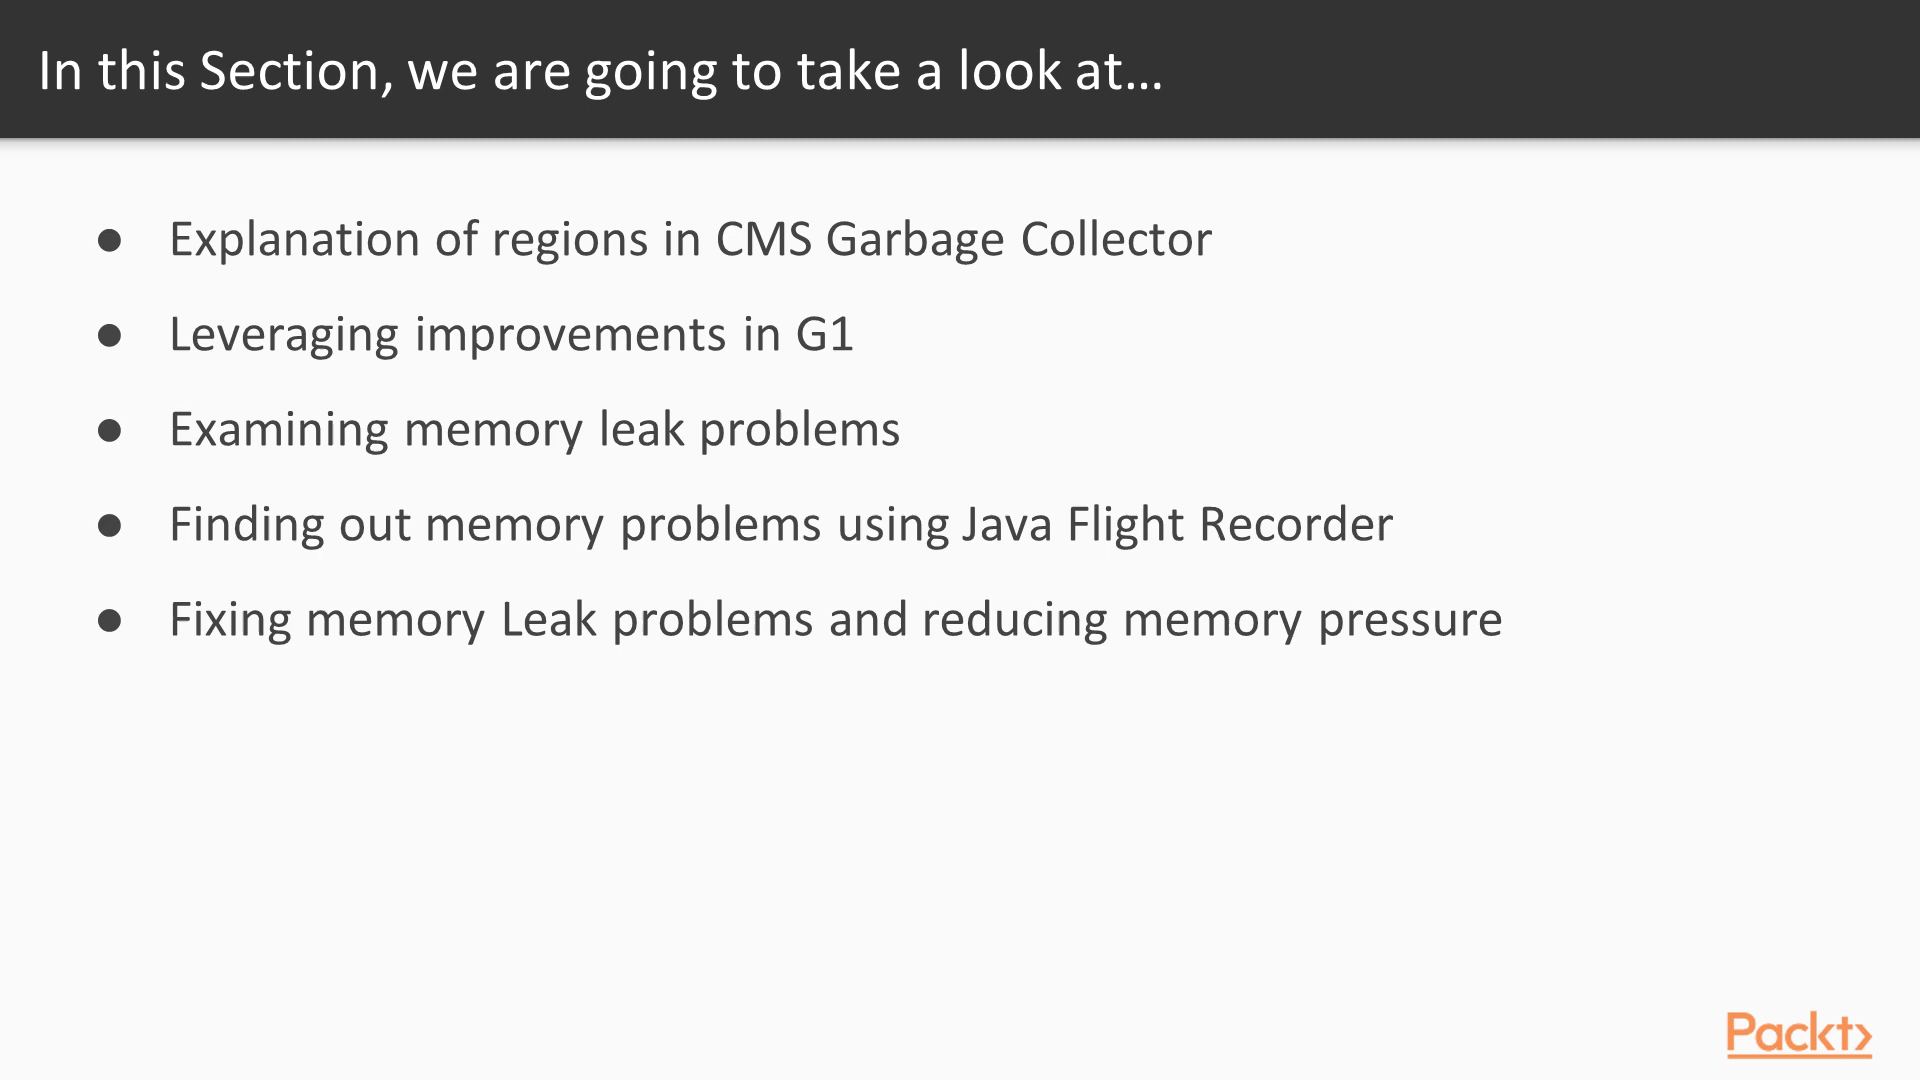 In this Section, we are going to take a look at...
● Explanation of regions in CMS Garbage Collector
● Leveraging improvements in G1
● Examining memory leak problems
● Finding out memory problems using Java Flight Recorder
● Fixing memory Leak problems and reducing memory pressure
Packt>